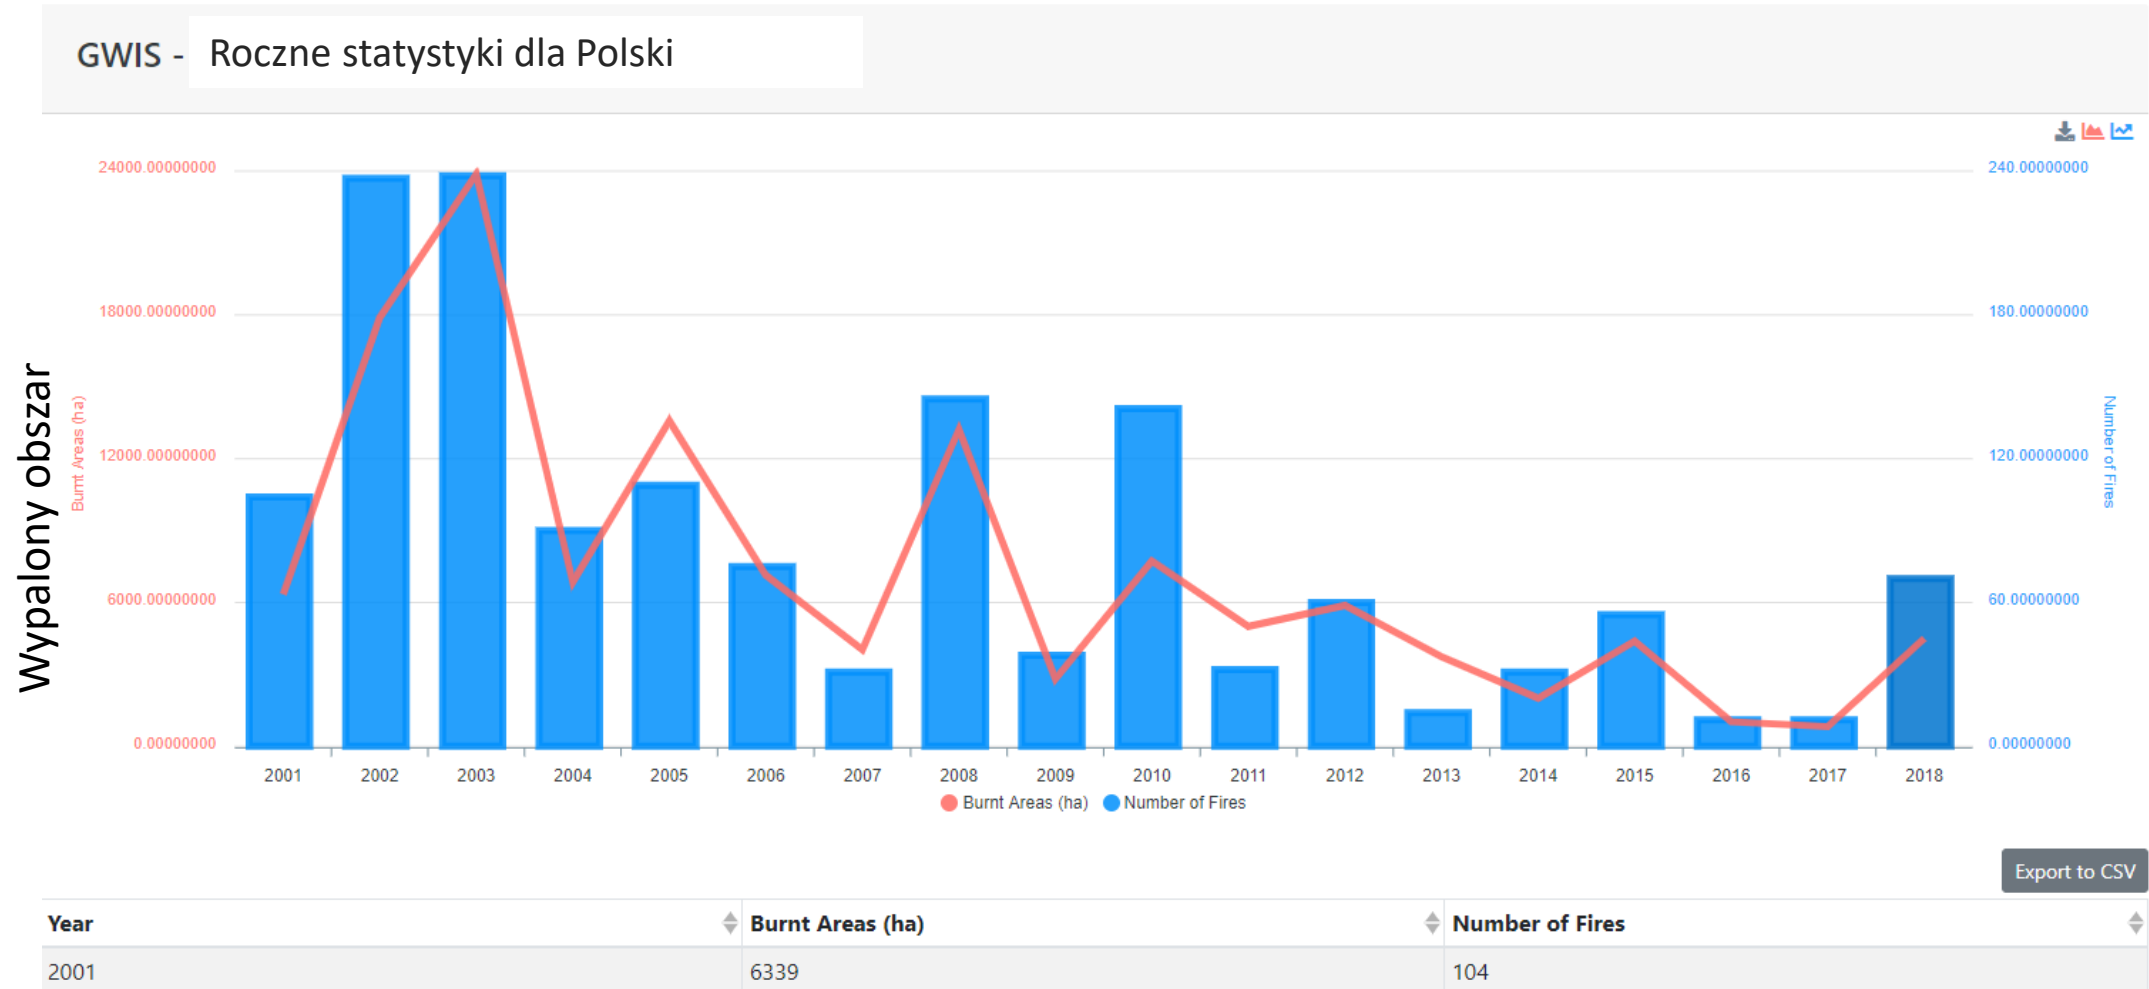 GWIS - Roczne statystyki dla Polski
24000.00000000
18000.00000000
12000.00000000
6000.00000000
0.00000000
Wypalony obszar
Burnt Areas (ha)
240.00000000
180.00000000
120.00000000
60.00000000
0.00000000
Number of Fires
2001 2002 2003 2004 2005 2006 2007 2008 2009 2010 2011 2012 2013 2014 2015 2016 2017 2018
Burnt Areas (ha) Number of Fires
Export to CSV
Year Burnt Areas (ha) Number of Fires
2001 6339 104